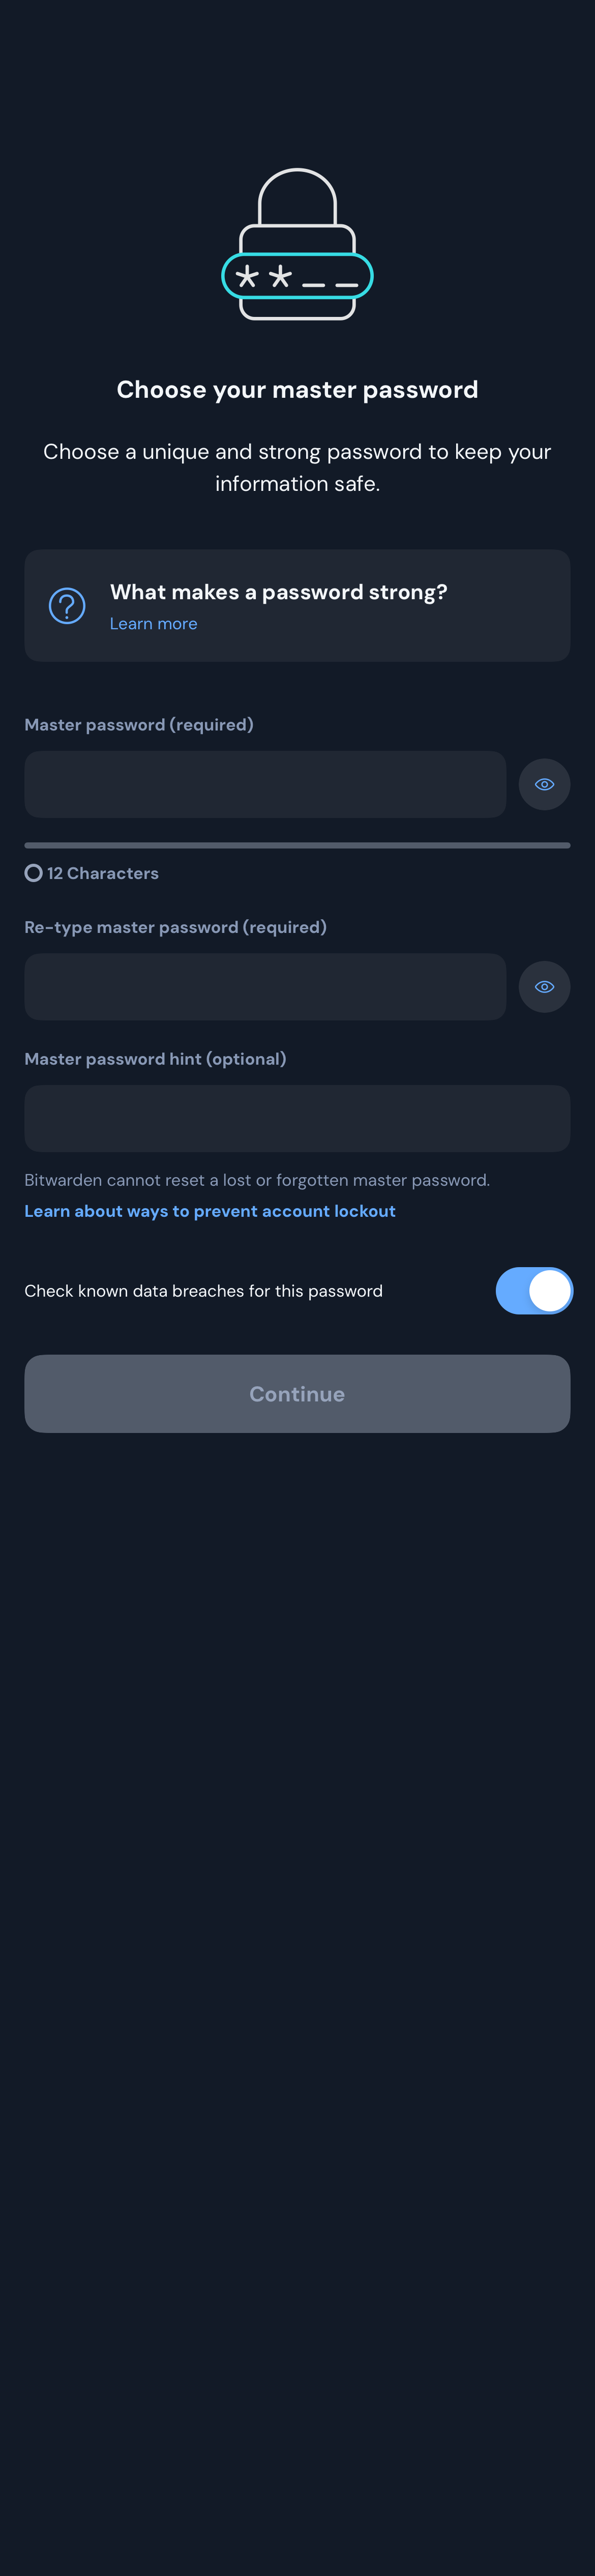 Choose your master password
Choose a unique and strong password to keep your
information safe.
What makes a password strong?
Learn more
Master password (required)
12 Characters
Re-type master password (required)
Master password hint (optional)
Bitwarden cannot reset a lost or forgotten master password.
Learn about ways to prevent account lockout
Check known data breaches for this password
Continue